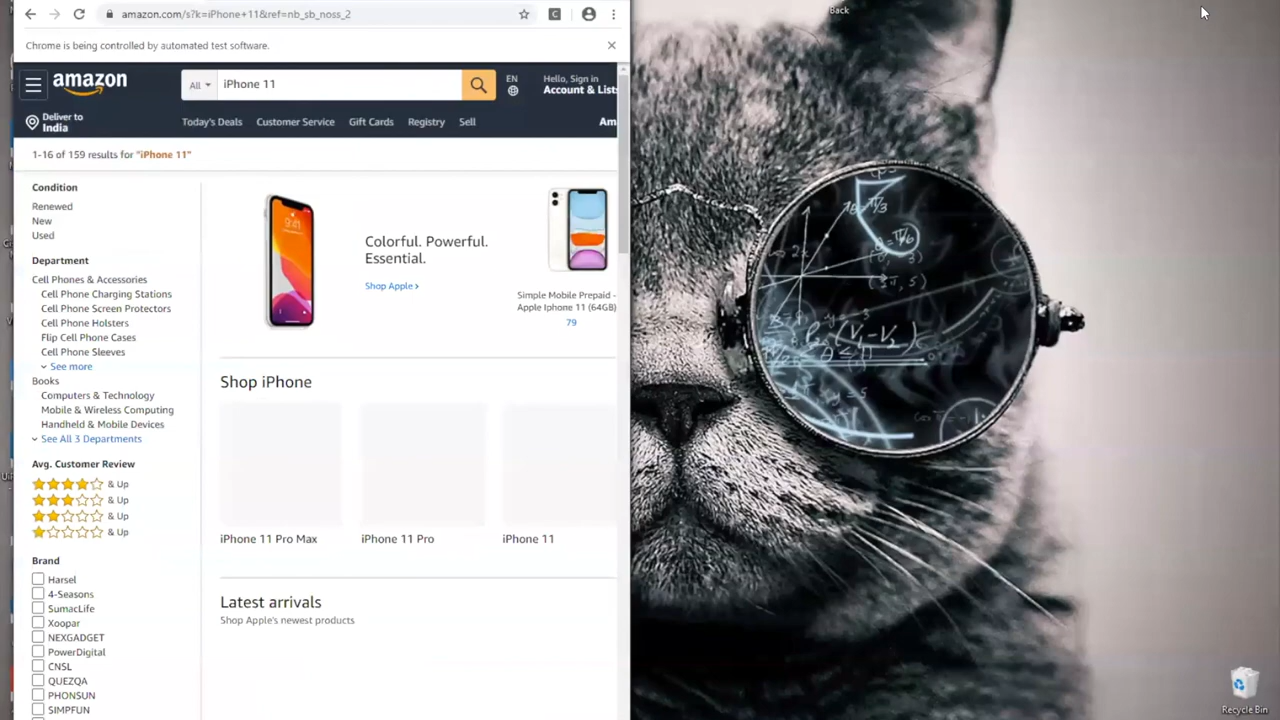 Back
amazon.com/s?k=iPhone+11&ref=nb_sb_noss_2
Chrome is being controlled by automated test software.
amazon
All
iPhone 11
EN
Hello, Sign in
Account & Lists
Deliver to
India
Today's Deals
Customer Service
Gift Cards
Registry
Sell
Am
1-16 of 159 results for "iPhone 11"
Condition
Renewed
New
Used
Department
Cell Phones & Accessories
Cell Phone Charging Stations
Cell Phone Screen Protectors
Cell Phone Holsters
Flip Cell Phone Cases
Cell Phone Sleeves
See more
Books
Computers & Technology
Mobile & Wireless Computing
Handheld & Mobile Devices
See All 3 Departments
Avg. Customer Review
& Up
& Up
& Up
& Up
Brand
Harsel
4-Seasons
SumacLife
Xoopar
NEXGADGET
PowerDigital
CNSL
QUEZQA
PHONSUN
SIMPFUN
Colorful. Powerful.
Essential.
Shop Apple ›
Simple Mobile Prepaid -
Apple Iphone 11 (64GB)
79
Shop iPhone
iPhone 11 Pro Max
iPhone 11 Pro
iPhone 11
Latest arrivals
Shop Apple's newest products
Recycle Bin